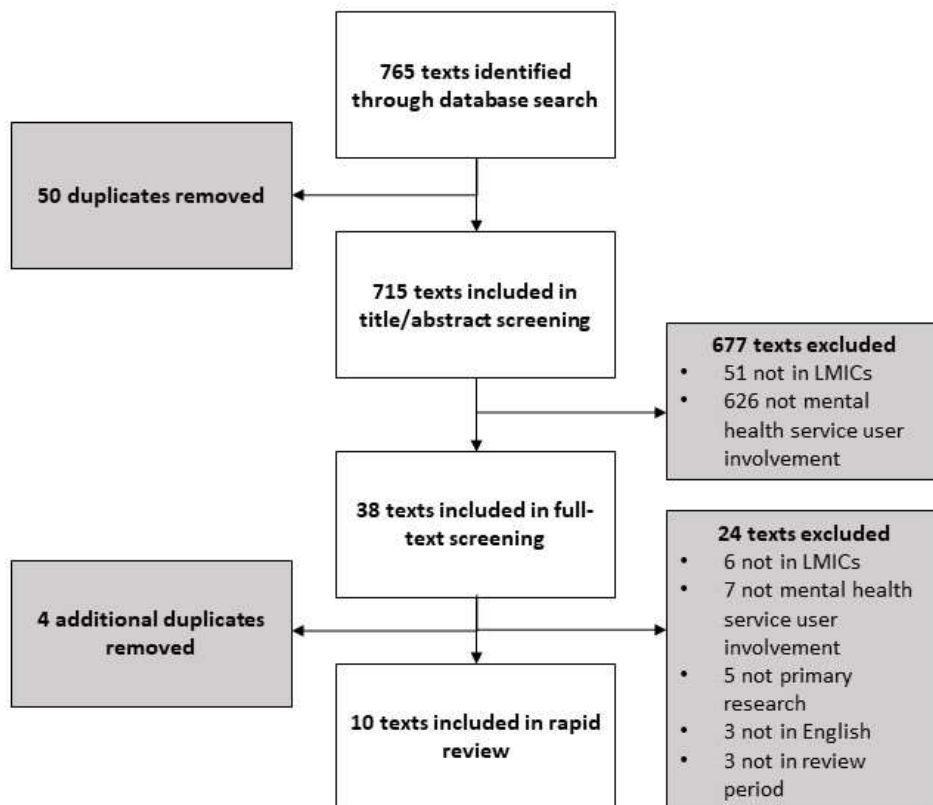 765 texts identified
through database search
50 duplicates removed
715 texts included in
title/abstract screening
677 texts excluded
• 51 not in LMICs
• 626 not mental
health service user
involvement
38 texts included in full-
text screening
24 texts excluded
• 6 not in LMICs
• 7 not mental health
service user
involvement
• 5 not primary
research
• 3 not in English
• 3 not in review
period
4 additional duplicates
removed
10 texts included in rapid
review